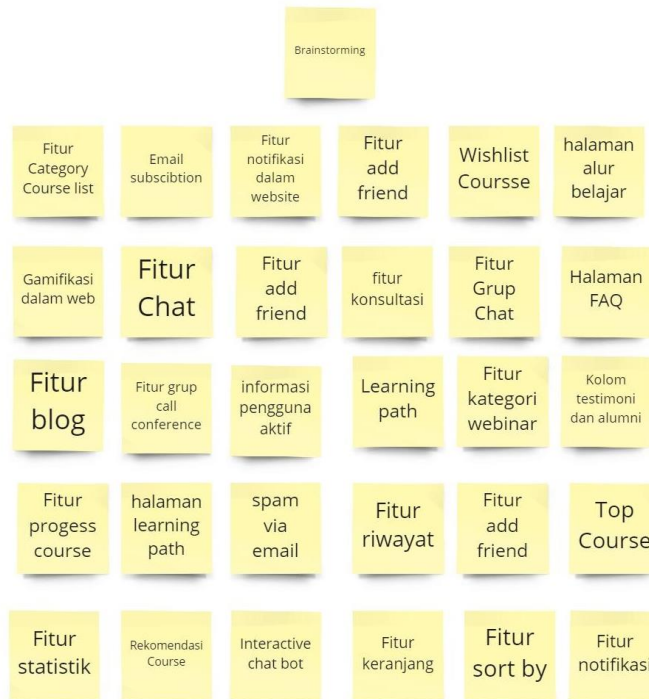 Brainstorming
Fitur
Category
Course list
Email
subscibtion
Fitur
notifikasi
dalam
website
Fitur
add
friend
Wishlist
Coursse
halaman
alur
belajar
Gamifikasi
dalam web
Fitur
Chat
Fitur
add
friend
fitur
konsultasi
Fitur
Grup
Chat
Halaman
FAQ
Fitur
blog
Fitur grup
call
conference
informasi
pengguna
aktif
Learning
path
Fitur
kategori
webinar
Kolom
testimoni
dan alumni
Fitur
progess
course
halaman
learning
path
spam
via
email
Fitur
riwayat
Fitur
add
friend
Top
Course
Fitur
statistik
Rekomendasi
Course
Interactive
chat bot
Fitur
keranjang
Fitur
sort by
Fitur
notifikasi